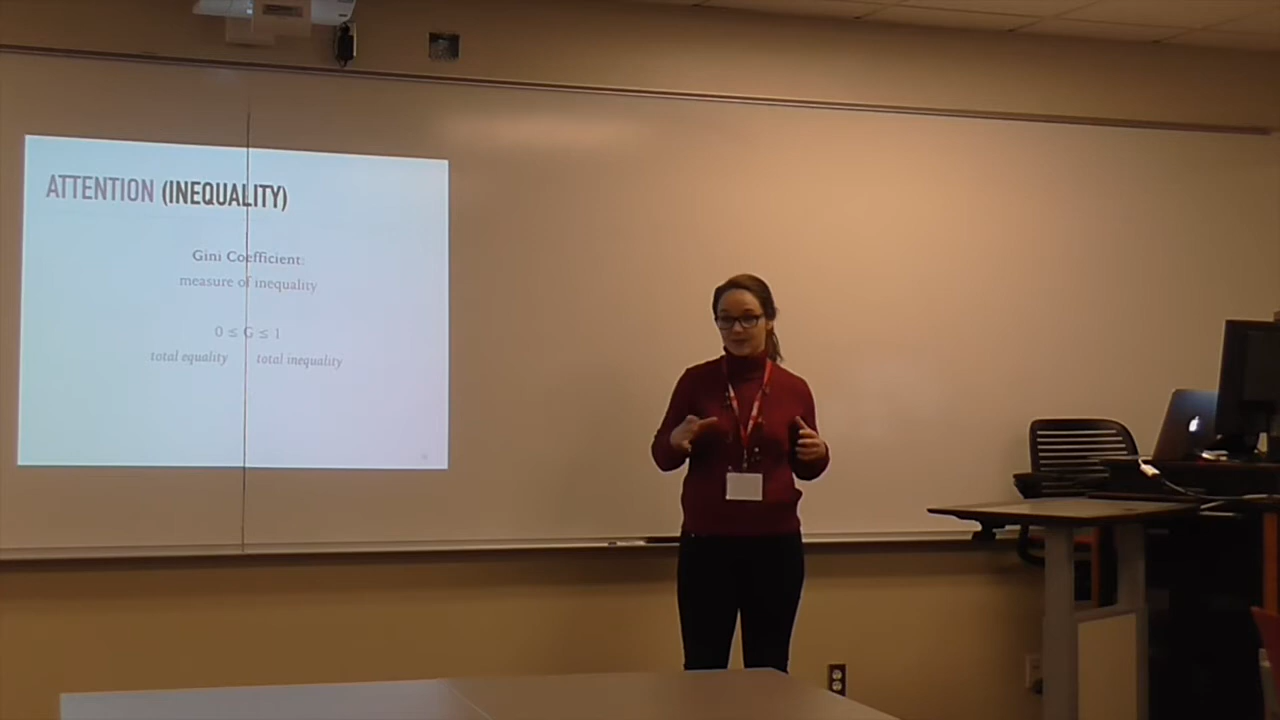 ATTENTION (INEQUALITY)
Gini Coefficient:
measure of inequality
0 ≤ G ≤ 1
total equality total inequality